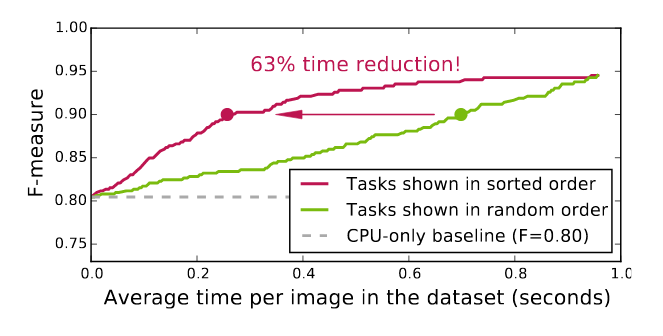 1.00
0.95
0.90
0.85
0.80
0.75
F-measure
63% time reduction!
Tasks shown in sorted order
Tasks shown in random order
CPU-only baseline (F=0.80)
0.0 0.2 0.4 0.6 0.8 1.0
Average time per image in the dataset (seconds)